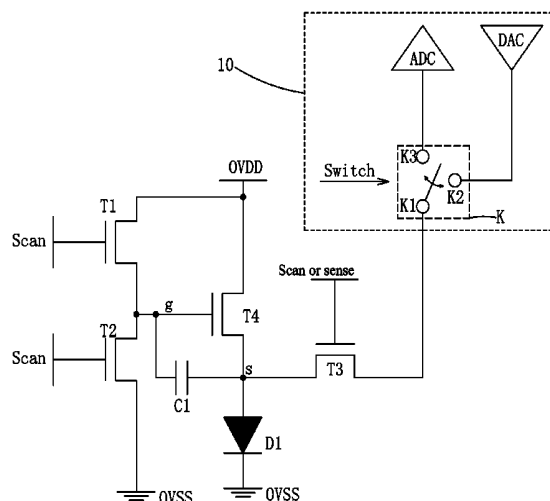 ADC
DAC
10
K3
Switch
K2
K1
K
OVDD
T1
Scan
Scan or sense
g
T4
T2
Scan
s
T3
C1
D1
OVSS
OVSS